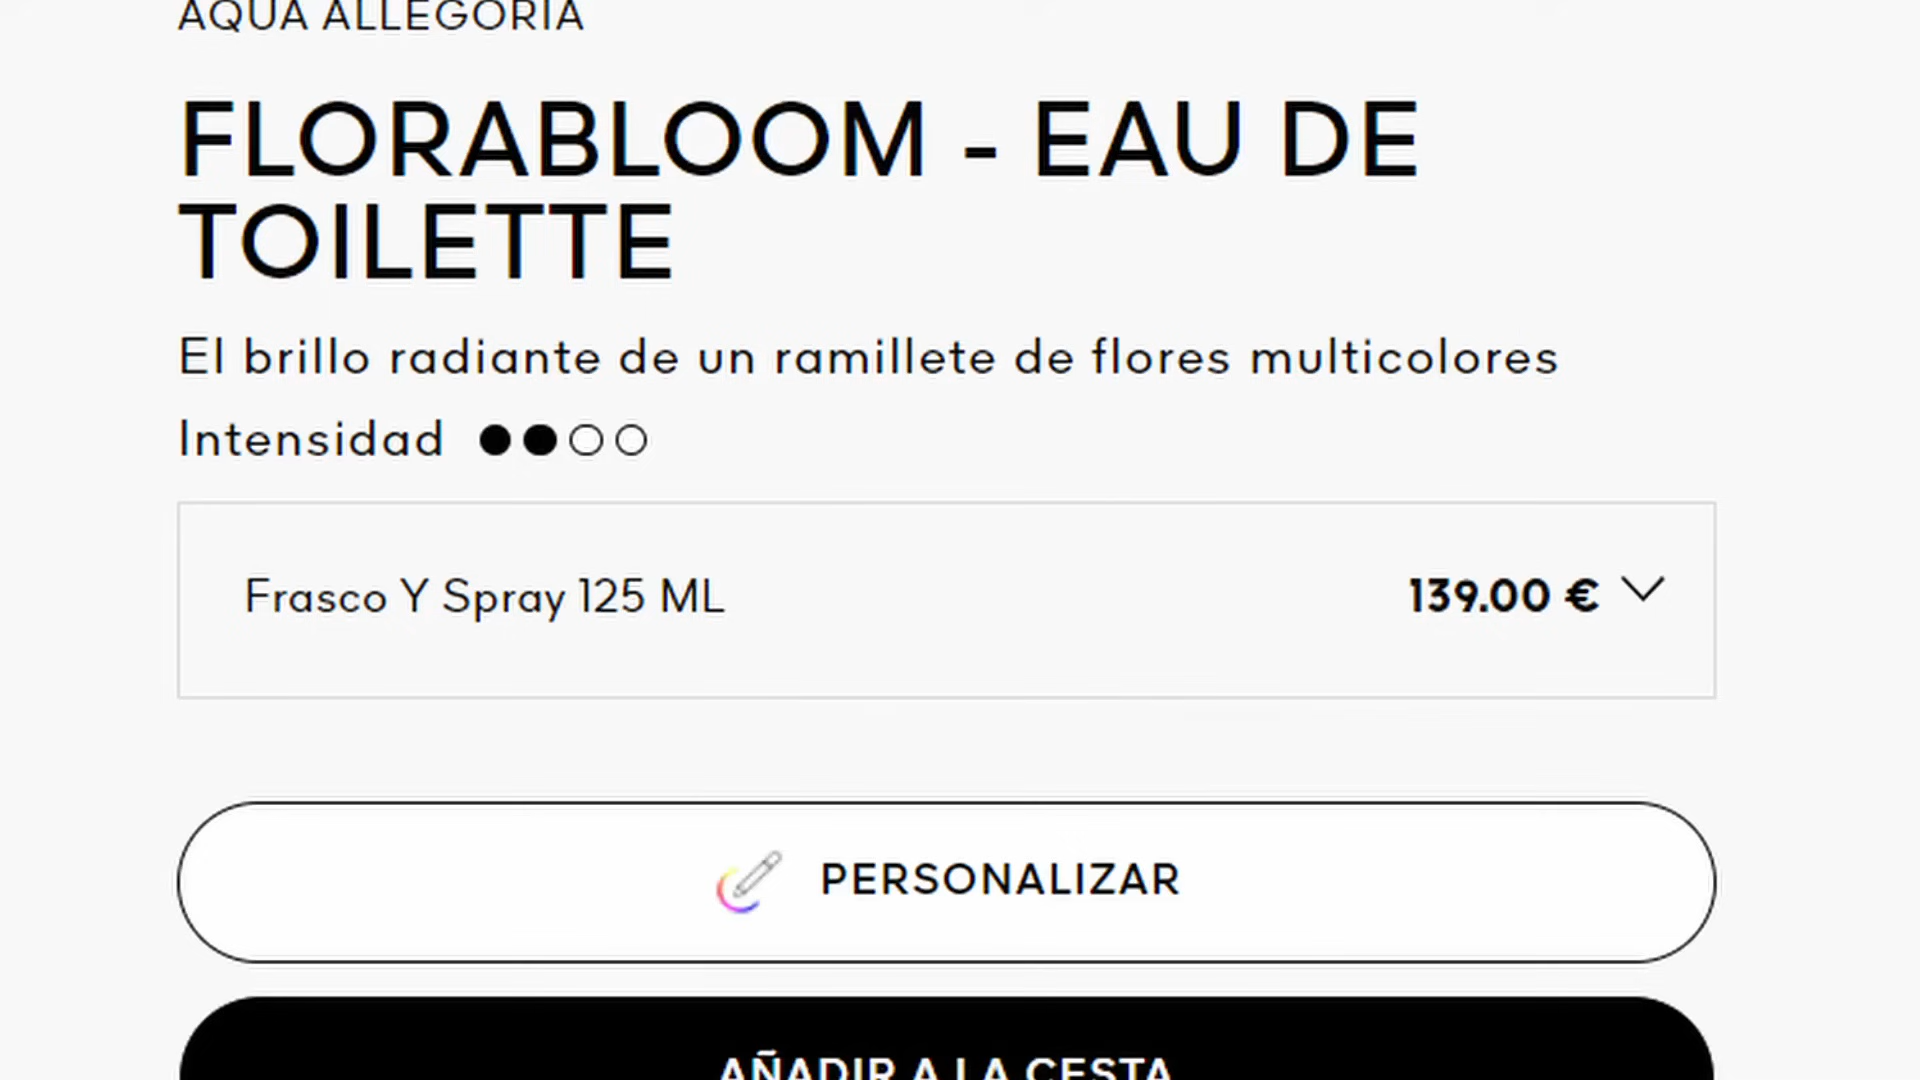 AQUA ALLEGORIA
FLORABLOOM - EAU DE
TOILETTE
El brillo radiante de un ramillete de flores multicolores
Intensidad
Frasco Y Spray 125 ML 139.00 €
PERSONALIZAR
AÑADIR A LA CESTA